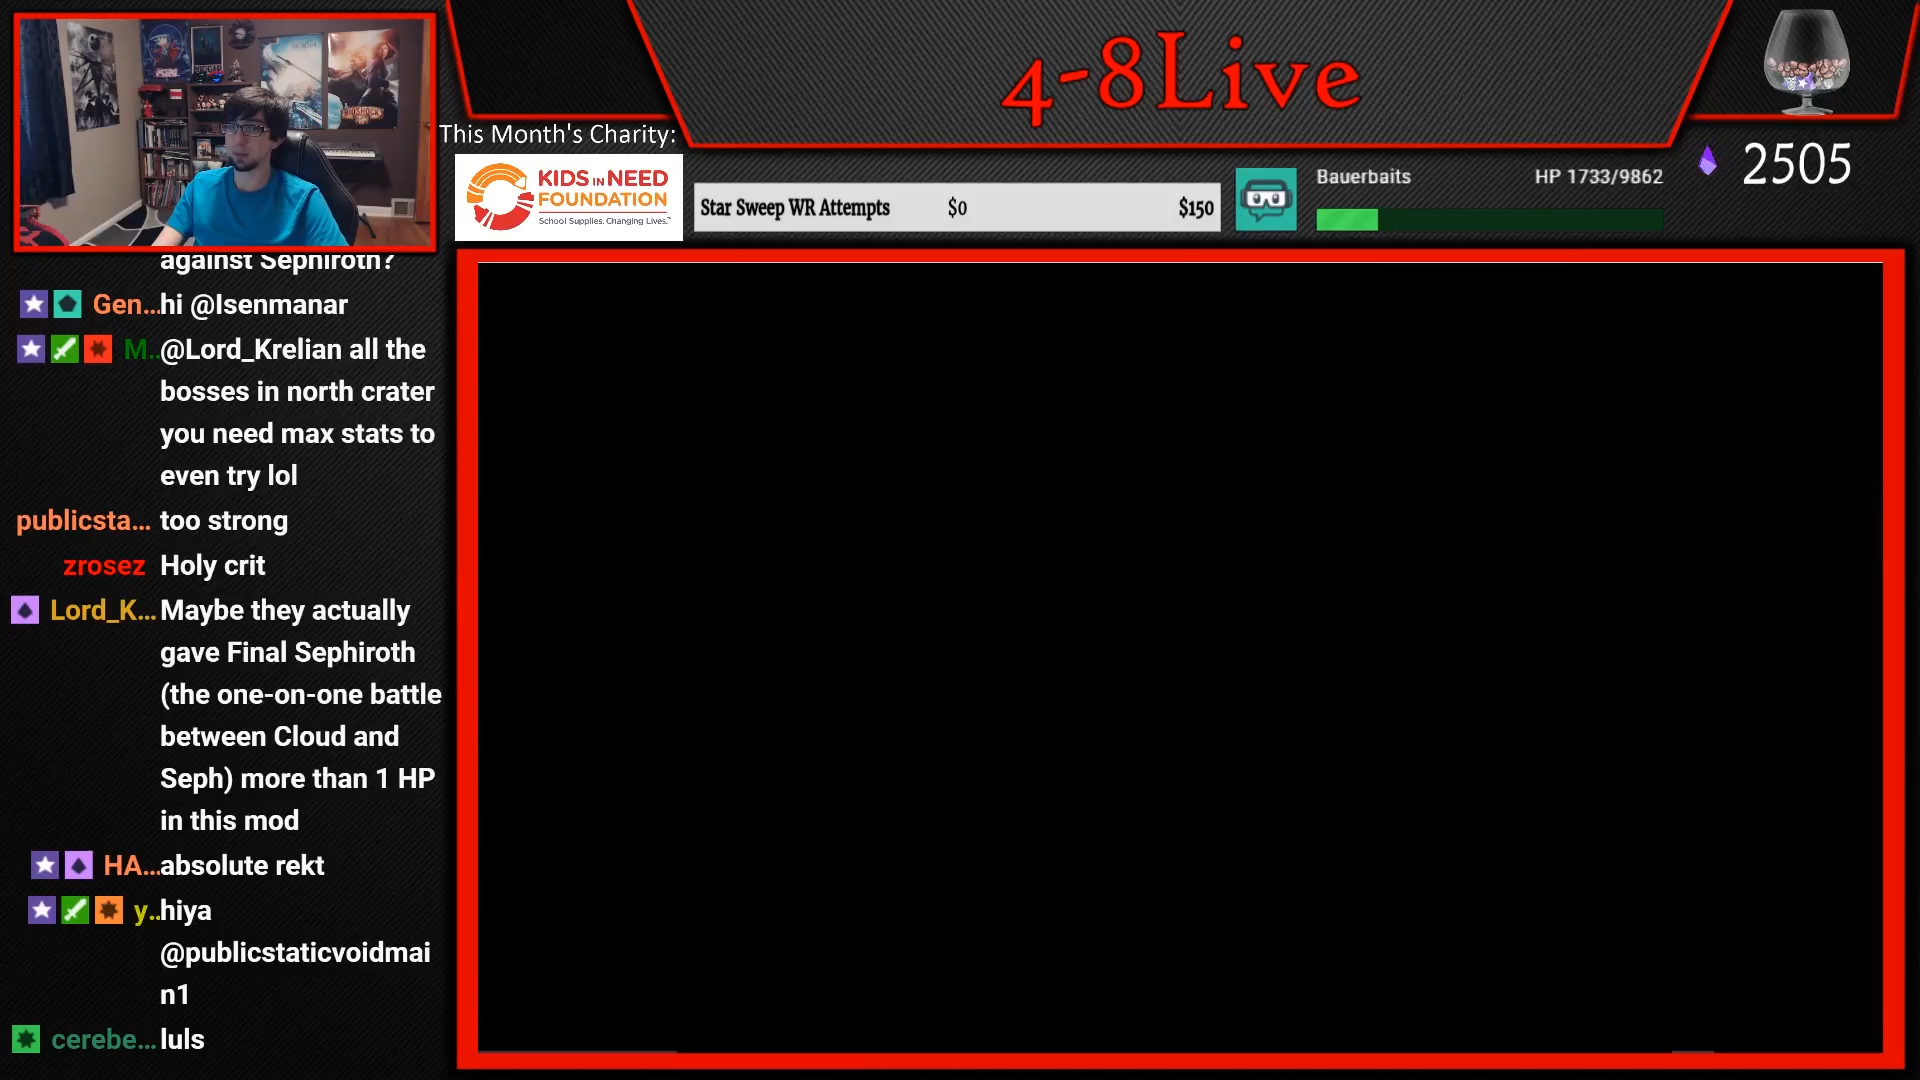 4-8Live
This Month's Charity:
KIDS IN NEED
FOUNDATION
School Supplies. Changing Lives.
Star Sweep WR Attempts $0 $150
Bauerbaits HP 1733/9862
2505
BIOSHOCK
against Sephiroth?
Gen... hi @Isenmanar
M.. @Lord_Krelian all the
bosses in north crater
you need max stats to
even try lol
publicsta... too strong
zrosez Holy crit
Lord_K... Maybe they actually
gave Final Sephiroth
(the one-on-one battle
between Cloud and
Seph) more than 1 HP
in this mod
HA... absolute rekt
y.. hiya
@publicstaticvoidmai
n1
cerebe... luls